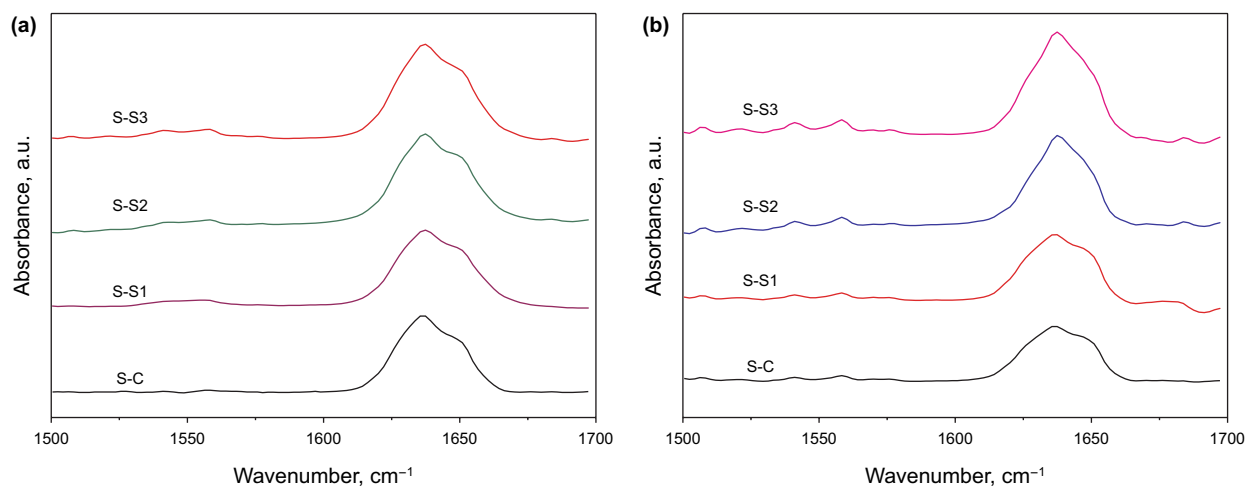 (a)
Absorbance, a.u.
S-S3
S-S2
S-S1
S-C
1500 1550 1600 1650 1700
Wavenumber, cm⁻¹
(b)
Absorbance, a.u.
S-S3
S-S2
S-S1
S-C
1500 1550 1600 1650 1700
Wavenumber, cm⁻¹